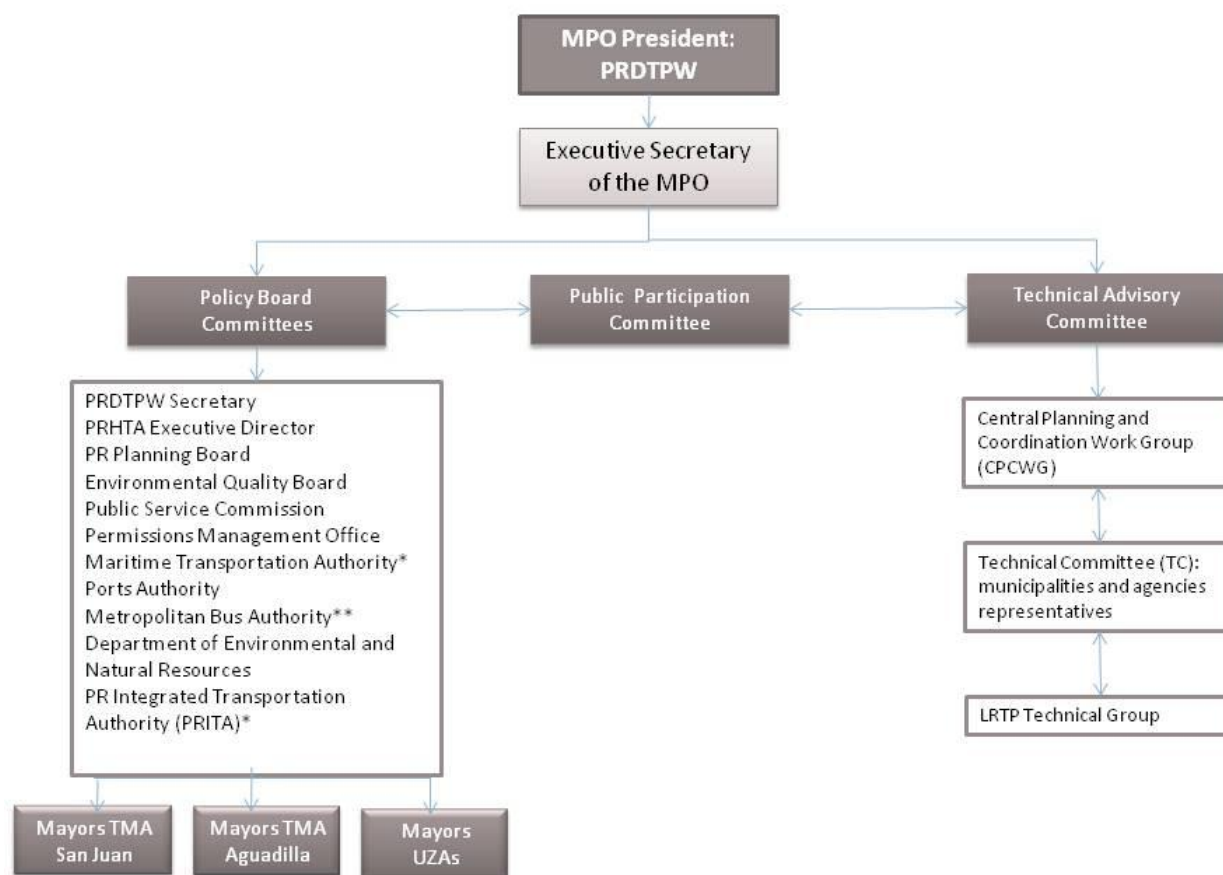 MPO President:
PRDTPW
Executive Secretary
of the MPO
Policy Board
Committees
Public Participation
Committee
Technical Advisory
Committee
PRDTPW Secretary
PRHTA Executive Director
PR Planning Board
Environmental Quality Board
Public Service Commission
Permissions Management Office
Maritime Transportation Authority*
Ports Authority
Metropolitan Bus Authority**
Department of Environmental and
Natural Resources
PR Integrated Transportation
Authority (PRITA)*
Central Planning and
Coordination Work Group
(CPCWG)
Technical Committee (TC):
municipalities and agencies
representatives
LRTP Technical Group
Mayors TMA
San Juan
Mayors TMA
Aguadilla
Mayors
UZAs